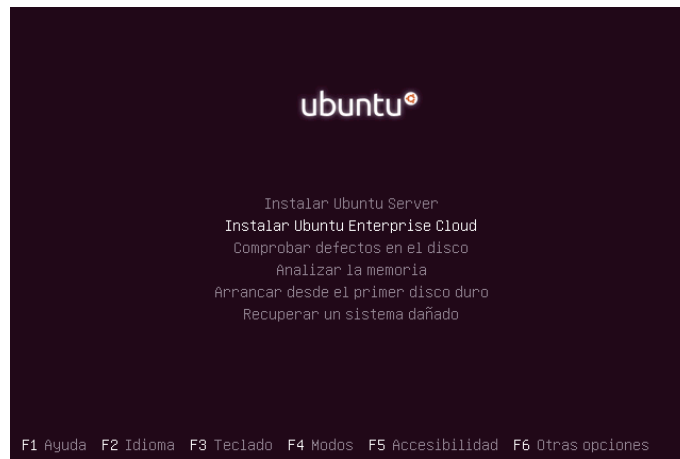 ubuntu
Instalar Ubuntu Server
Instalar Ubuntu Enterprise Cloud
Comprobar defectos en el disco
Analizar la memoria
Arrancar desde el primer disco duro
Recuperar un sistema dañado
F1 Ayuda F2 Idioma F3 Teclado F4 Modos F5 Accesibilidad F6 Otras opciones